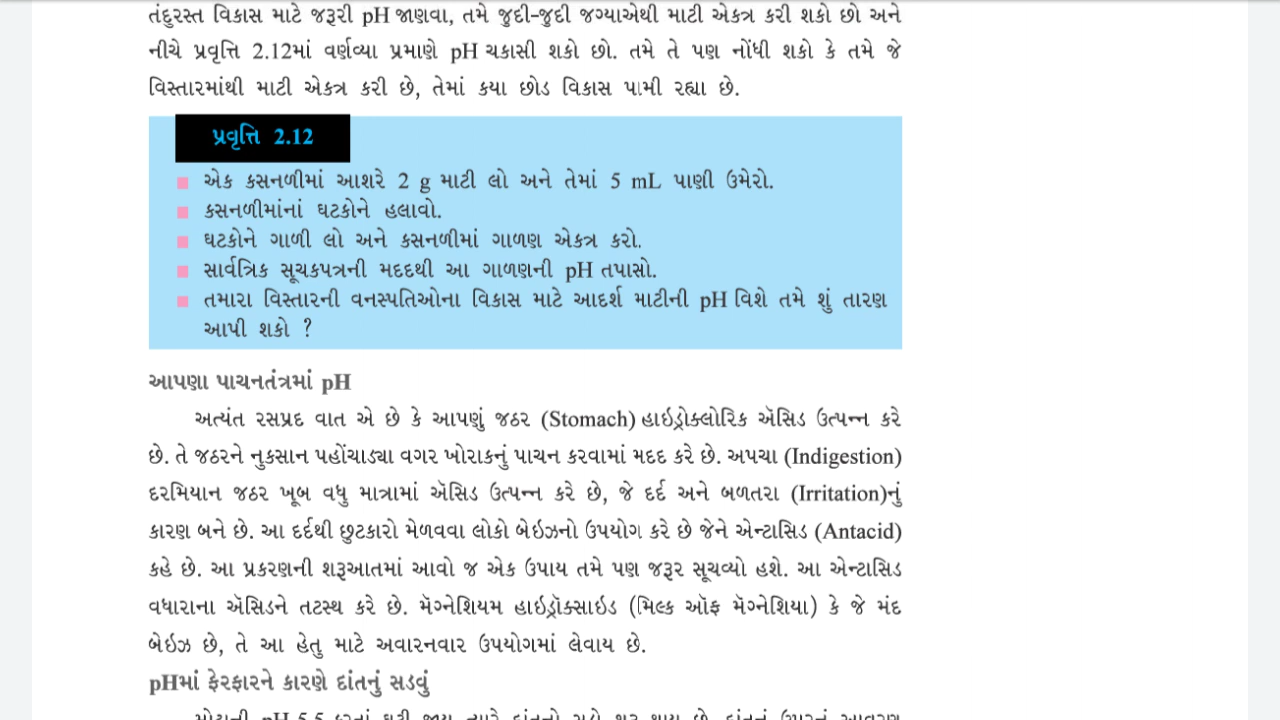 તંદુરસ્ત વિકાસ માટે જરૂરી pH જાણવા, તમે જુદી-જુદી જગ્યાએથી માટી એકત્ર કરી શકો છો અને
નીચે પ્રવૃત્તિ 2.12માં વર્ણવ્યા પ્રમાણે pH ચકાસી શકો છો. તમે તે પણ નોંધી શકો કે તમે જે
વિસ્તારમાંથી માટી એકત્ર કરી છે, તેમાં કયા છોડ વિકાસ પામી રહ્યા છે.
પ્રવૃત્તિ 2.12
એક કસનળીમાં આશરે 2 g માટી લો અને તેમાં 5 mL પાણી ઉમેરો.
કસનળીમાંનાં ઘટકોને હલાવો.
ઘટકોને ગાળી લો અને કસનળીમાં ગાળણ એકત્ર કરો.
સાર્વત્રિક સૂચકપત્રની મદદથી આ ગાળણની pH તપાસો.
તમારા વિસ્તારની વનસ્પતિઓના વિકાસ માટે આદર્શ માટીની pH વિશે તમે શું તારણ
આપી શકો ?
આપણા પાચનતંત્રમાં pH
અત્યંત રસપ્રદ વાત એ છે કે આપણું જઠર (Stomach) હાઇડ્રોક્લોરિક ઍસિડ ઉત્પન્ન કરે
છે. તે જઠરને નુકસાન પહોંચાડ્યા વગર ખોરાકનું પાચન કરવામાં મદદ કરે છે. અપચા (Indigestion)
દરમિયાન જઠર ખૂબ વધુ માત્રામાં ઍસિડ ઉત્પન્ન કરે છે, જે દર્દ અને બળતરા (Irritation)નું
કારણ બને છે. આ દર્દથી છુટકારો મેળવવા લોકો બેઇઝનો ઉપયોગ કરે છે જેને એન્ટાસિડ (Antacid)
કહે છે. આ પ્રકરણની શરૂઆતમાં આવો જ એક ઉપાય તમે પણ જરૂર સૂચવ્યો હશે. આ એન્ટાસિડ
વધારાના ઍસિડને તટસ્થ કરે છે. મૅગ્નેશિયમ હાઇડ્રૉક્સાઇડ (મિલ્ક ઑફ મૅગ્નેશિયા) કે જે મંદ
બેઇઝ છે, તે આ હેતુ માટે અવારનવાર ઉપયોગમાં લેવાય છે.
pHમાં ફેરફારને કારણે દાંતનું સડવું